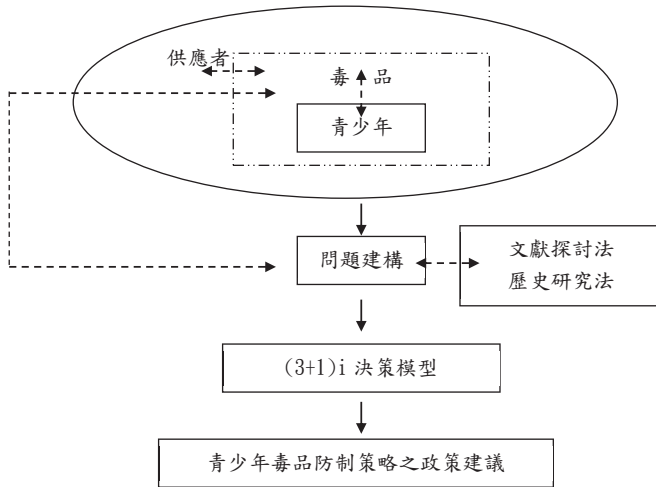 供應者
毒 品
青少年
問題建構
文獻探討法
歷史研究法
(3+1)i 決策模型
青少年毒品防制策略之政策建議